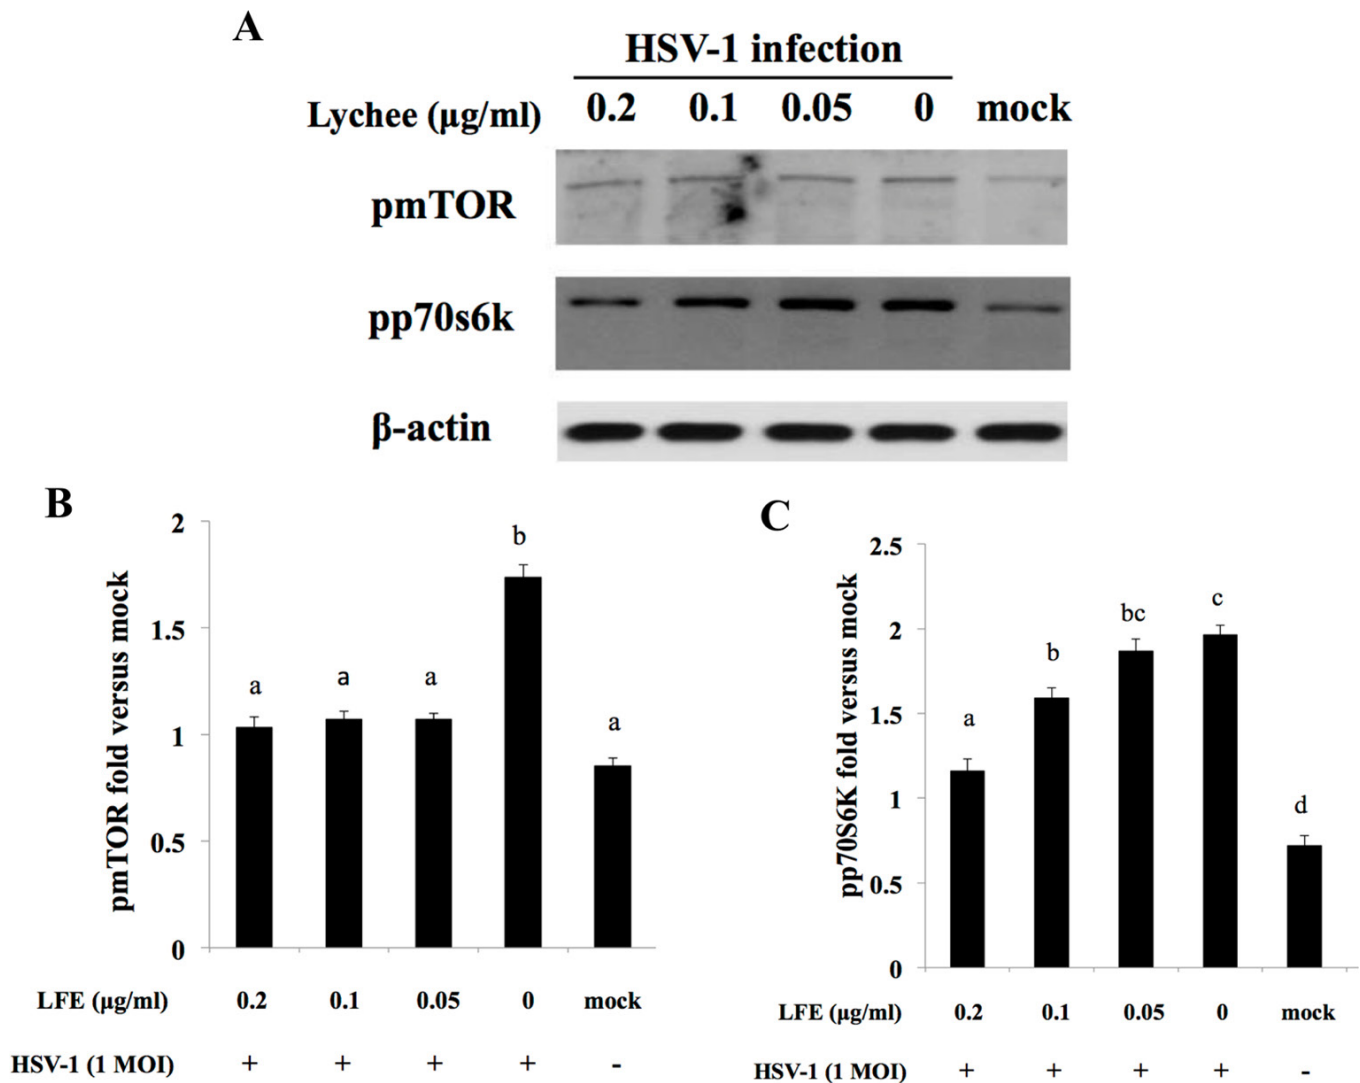 A
HSV-1 infection
Lychee (μg/ml) 0.2 0.1 0.05 0 mock
pmTOR
pp70s6k
β-actin
B
pmTOR fold versus mock
2
1.5
1
0.5
0
a a a b a
LFE (μg/ml) 0.2 0.1 0.05 0 mock
HSV-1 (1 MOI) + + + + -
C
pp70S6K fold versus mock
2.5
2
1.5
1
0.5
0
a b bc c d
LFE (μg/ml) 0.2 0.1 0.05 0 mock
HSV-1 (1 MOI) + + + + -